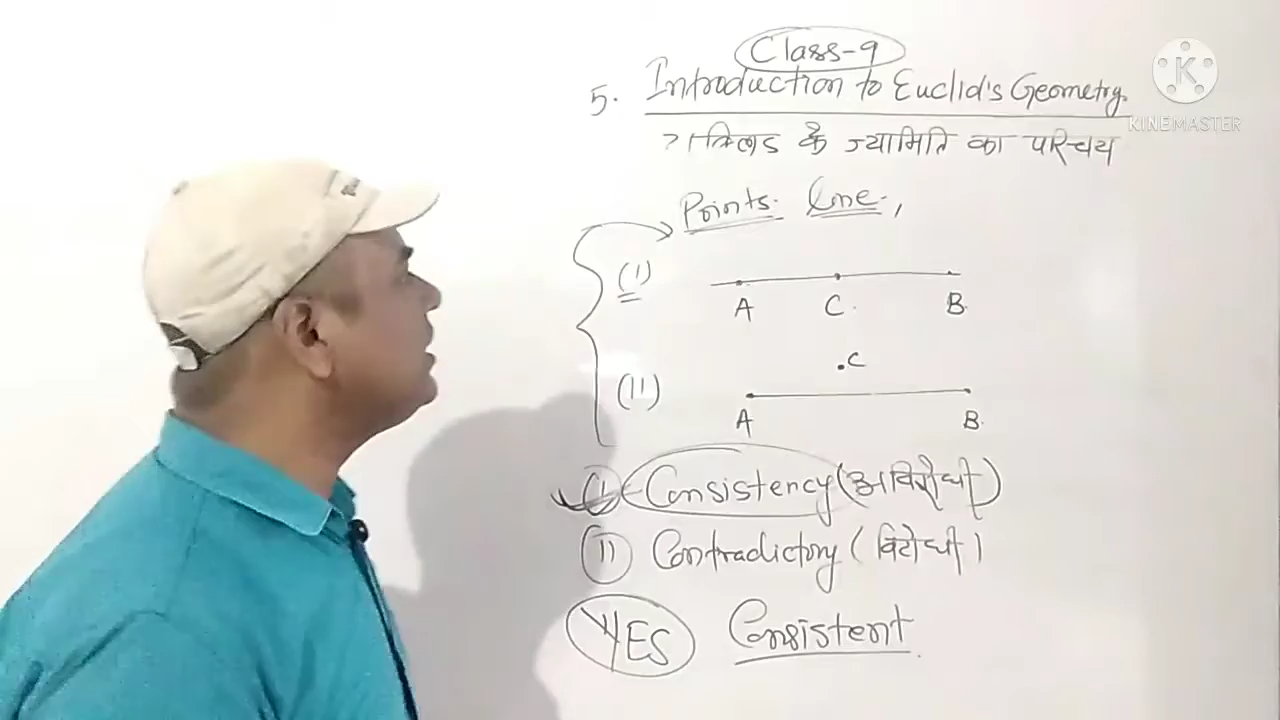 Class-9
5. Introduction to Euclid's Geometry.
के ज्यामिति का परिचय
Points. line.,
(i)
A C. B
.C
(ii)
A B
(i) Consistency (अविरोधी)
(ii) Contradictory (विरोधी)
YES Consistent.
K
KINEMASTER